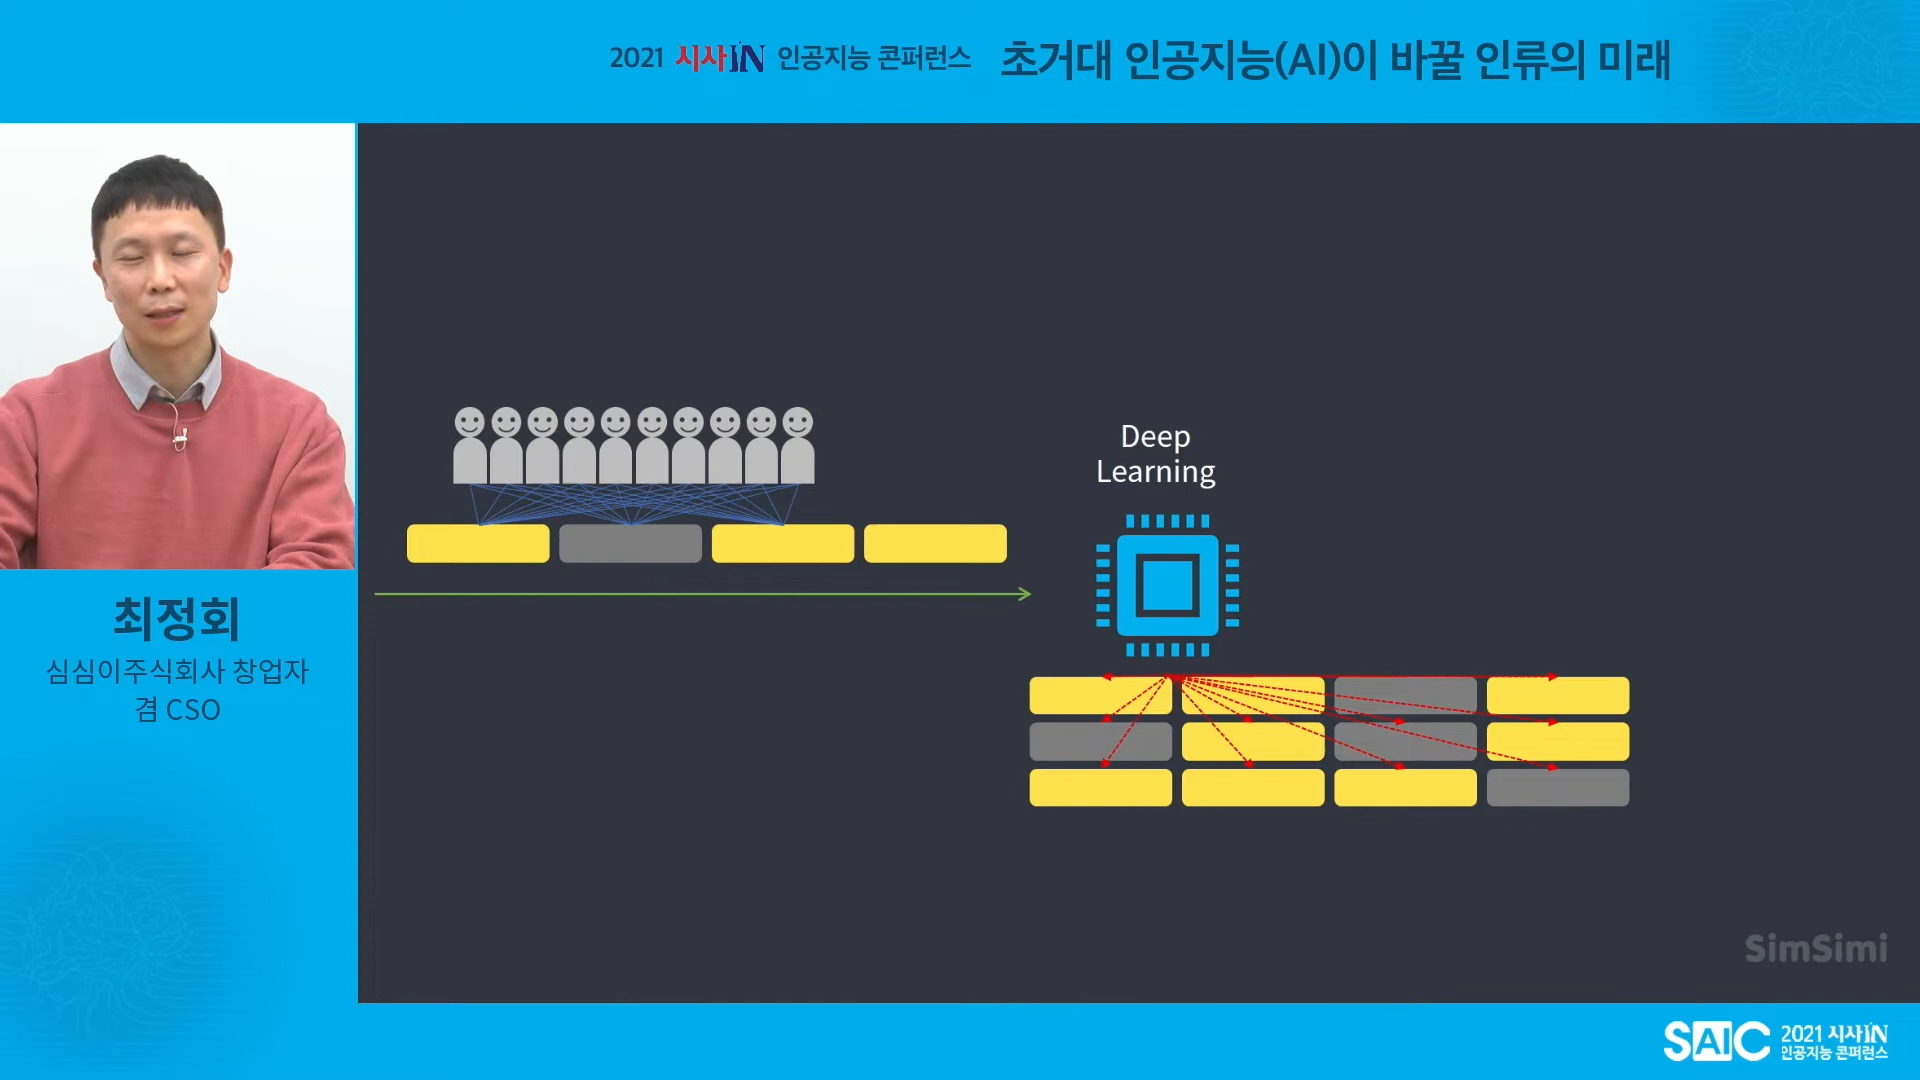 2021 시사IN 인공지능 콘퍼런스 초거대 인공지능(AI)이 바꿀 인류의 미래
최정회
심심이주식회사 창업자
겸 CSO
Deep
Learning
SimSimi
SAIC 2021 시사IN
인공지능 콘퍼런스